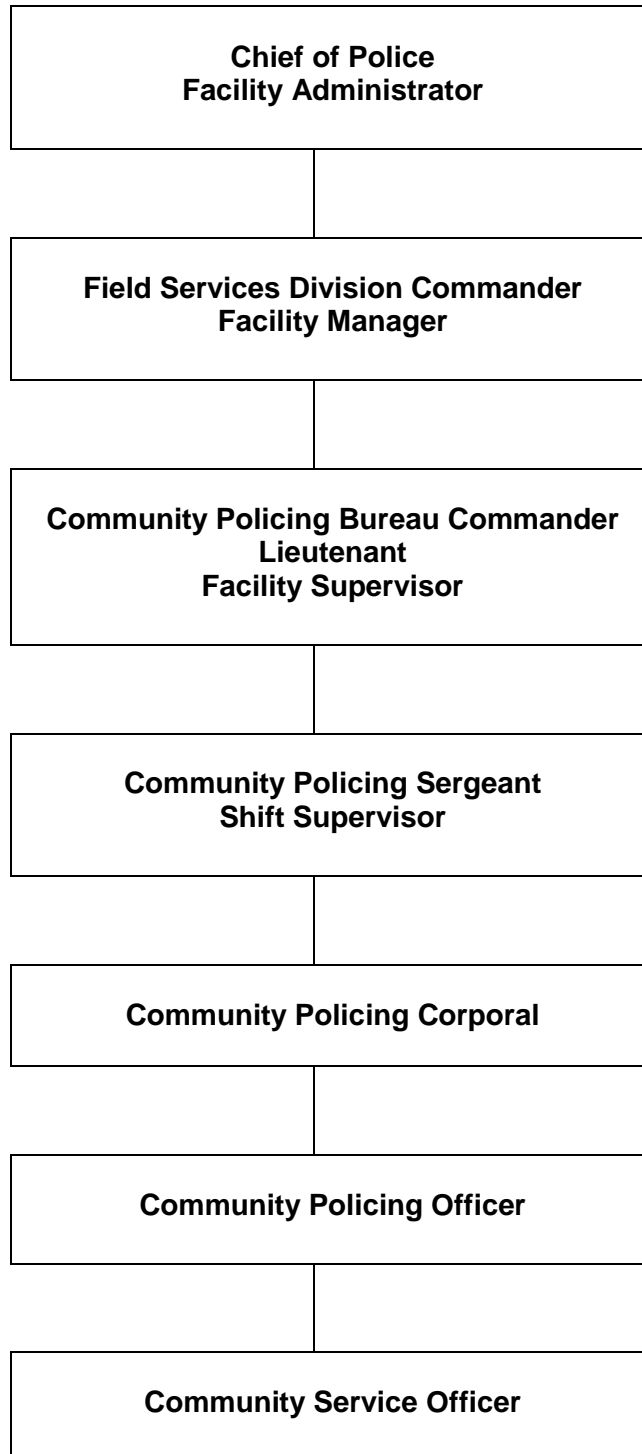 Chief of Police
Facility Administrator
Field Services Division Commander
Facility Manager
Community Policing Bureau Commander
Lieutenant
Facility Supervisor
Community Policing Sergeant
Shift Supervisor
Community Policing Corporal
Community Policing Officer
Community Service Officer